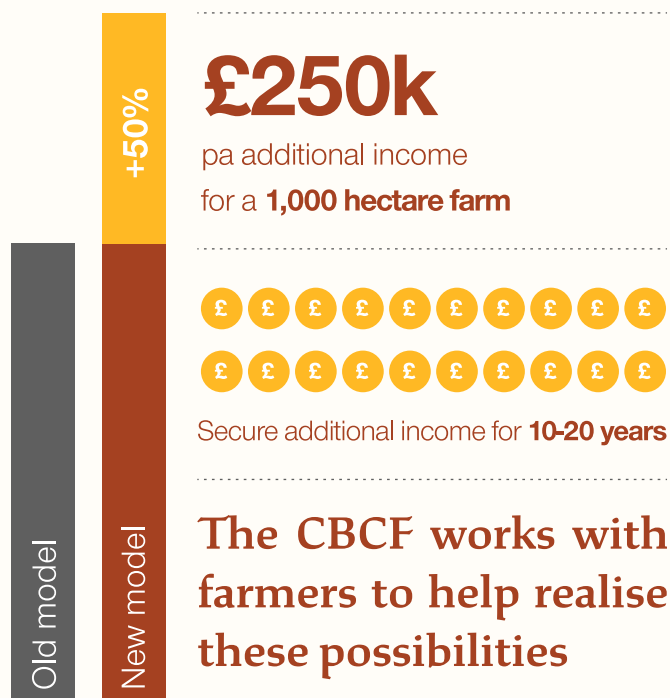 +50%
£250k
pa additional income
for a 1,000 hectare farm
£ £ £ £ £ £ £ £ £ £
£ £ £ £ £ £ £ £ £ £
Secure additional income for 10-20 years
Old model
New model
The CBCF works with
farmers to help realise
these possibilities